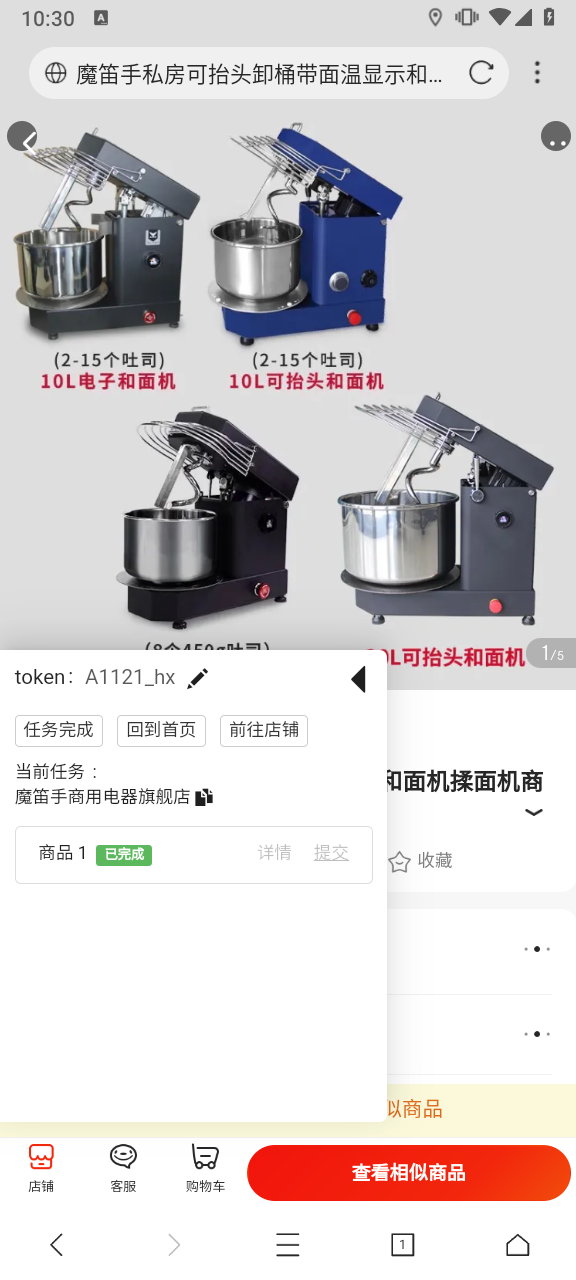 10:30
A
魔笛手私房可抬头卸桶带面温显示和...
(2-15个吐司)
(2-15个吐司)
10L电子和面机
10L可抬头和面机
(8个450g吐司)
0L可抬头和面机
1/5
token: A1121_hx
任务完成
回到首页
前往店铺
当前任务 :
魔笛手商用电器旗舰店
和面机揉面机商
商品 1
已完成
详情
提交
收藏
似商品
店铺
客服
购物车
查看相似商品
1